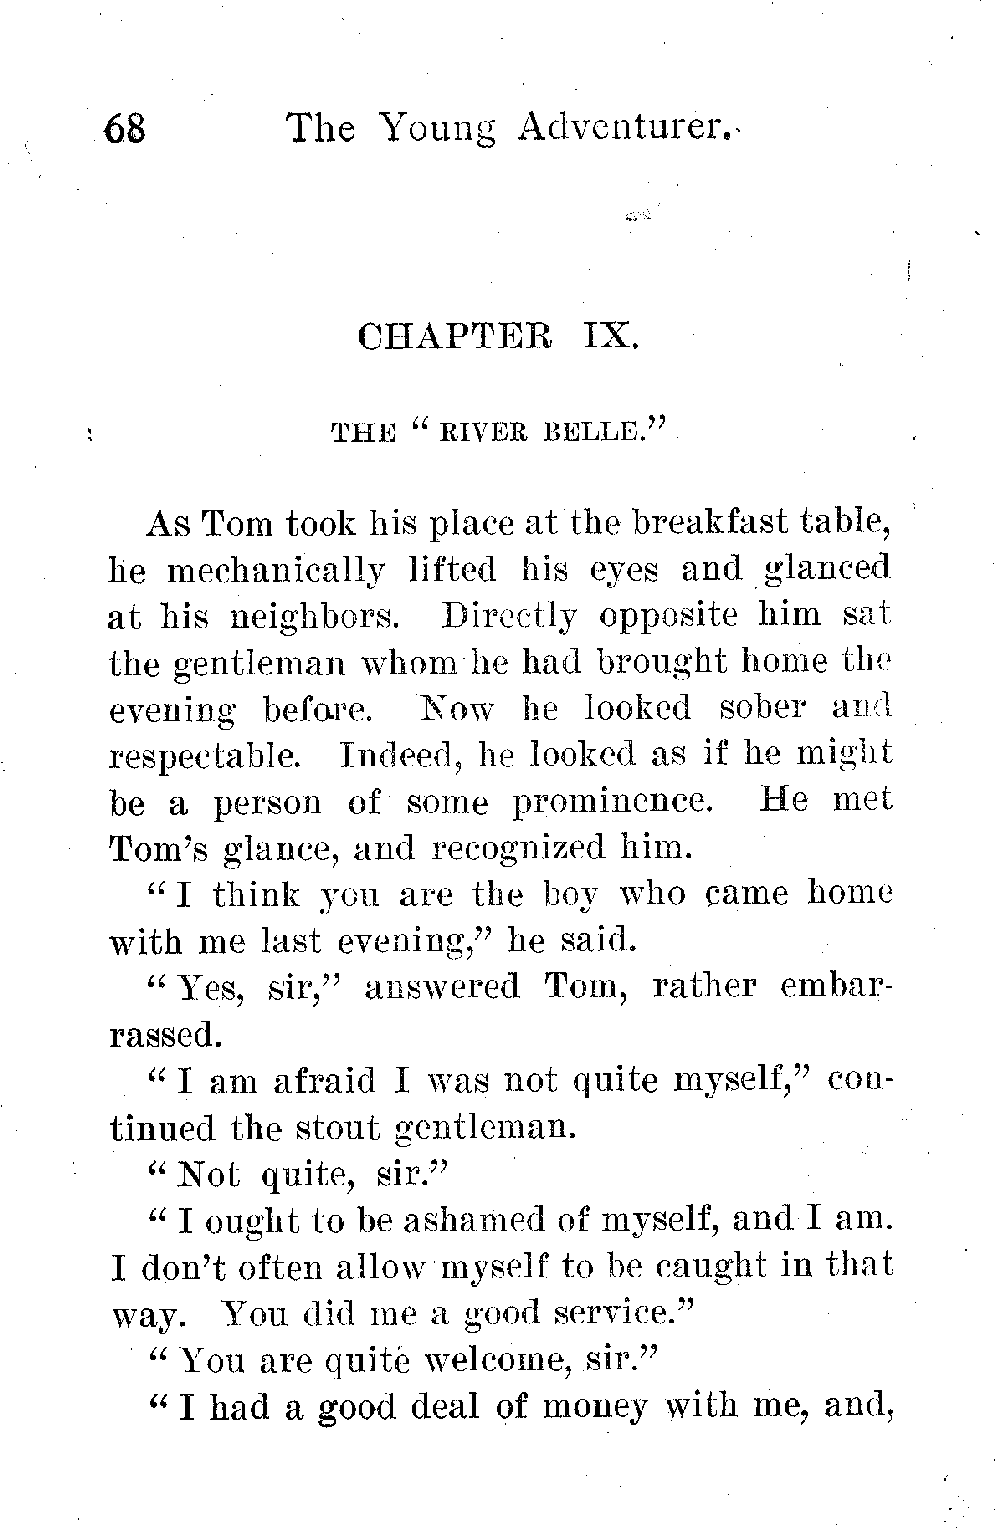 68 The Young Adventurer.
CHAPTER IX.
THE “ RIVER BELLE.”
As Tom took his place at the breakfast table,
he mechanically lifted his eyes and glanced
at his neighbors. Directly opposite him sat
the gentleman whom he had brought home the
evening before. Now he looked sober and
respectable. Indeed, he looked as if he might
be a person of some prominence. He met
Tom’s glance, and recognized him.
“ I think you are the boy who came home
with me last evening,” he said.
“ Yes, sir,” answered Tom, rather embar-
rassed.
“ I am afraid I was not quite myself,” con-
tinued the stout gentleman.
“ Not quite, sir.”
“ I ought to be ashamed of myself, and I am.
I don’t often allow myself to be caught in that
way. You did me a good service.”
“ You are quite welcome, sir.”
“ I had a good deal of money with me, and,